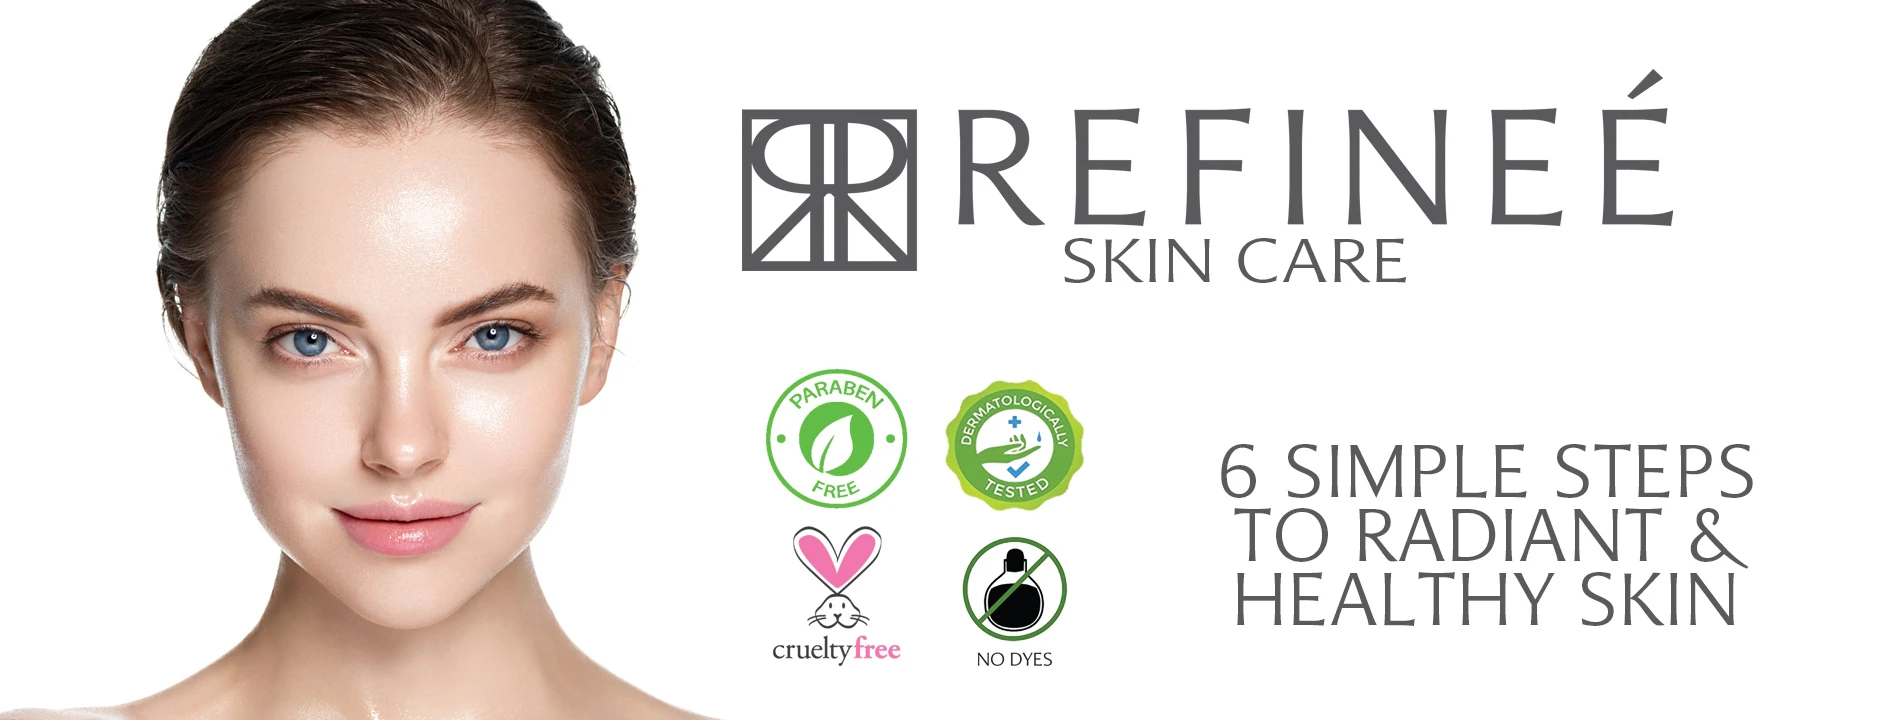 REFINEÉ
SKIN CARE
PARABEN
FREE
DERMATOLOGICALLY
TESTED
crueltyfree
NO DYES
6 SIMPLE STEPS
TO RADIANT &
HEALTHY SKIN